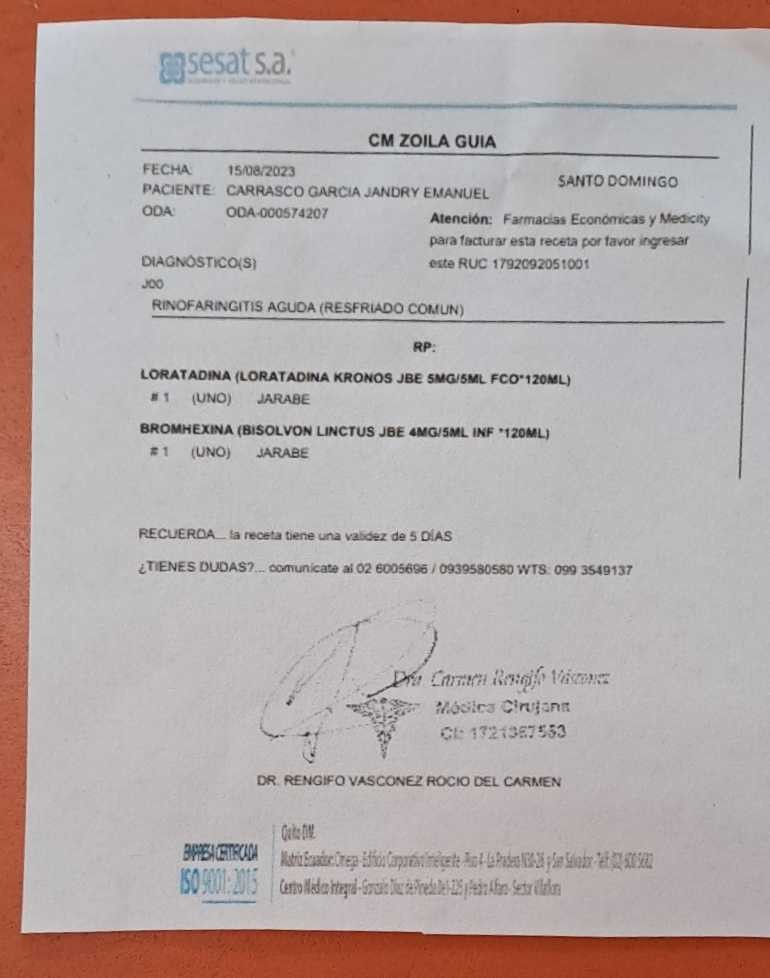 sesat s.a.
CM ZOILA GUIA
FECHA: 15/08/2023
SANTO DOMINGO
PACIENTE: CARRASCO GARCIA JANDRY EMANUEL
ODA: ODA-000574207
Atención: Farmacias Económicas y Medicity
para facturar esta receta por favor ingresar
este RUC 1792092051001
DIAGNÓSTICO(S)
J00
RINOFARINGITIS AGUDA (RESFRIADO COMUN)
RP:
LORATADINA (LORATADINA KRONOS JBE 5MG/5ML FCO*120ML)
# 1 (UNO) JARABE
BROMHEXINA (BISOLVON LINCTUS JBE 4MG/5ML INF *120ML)
# 1 (UNO) JARABE
RECUERDA... la receta tiene una validez de 5 DÍAS
¿TIENES DUDAS?... comunícate al 02 6005696 / 0939580580 WTS: 099 3549137
Dra. Carmen Rengifo Vásconez
Médico Cirujana
CI: 1721367553
DR. RENGIFO VASCONEZ ROCIO DEL CARMEN
EMPRESA CERTIFICADA
ISO 9001:2015
Quito D.M.
Matriz Ecuador: Omega - Edificio Corporativo Inteligente - Piso 4 - La Pradera N30-26 y San Salvador - Telf: (02) 600 5682
Centro Médico Integral - Gonzalo Díaz de Pineda Oe1-225 y Pedro Alfaro - Sector Villaflora